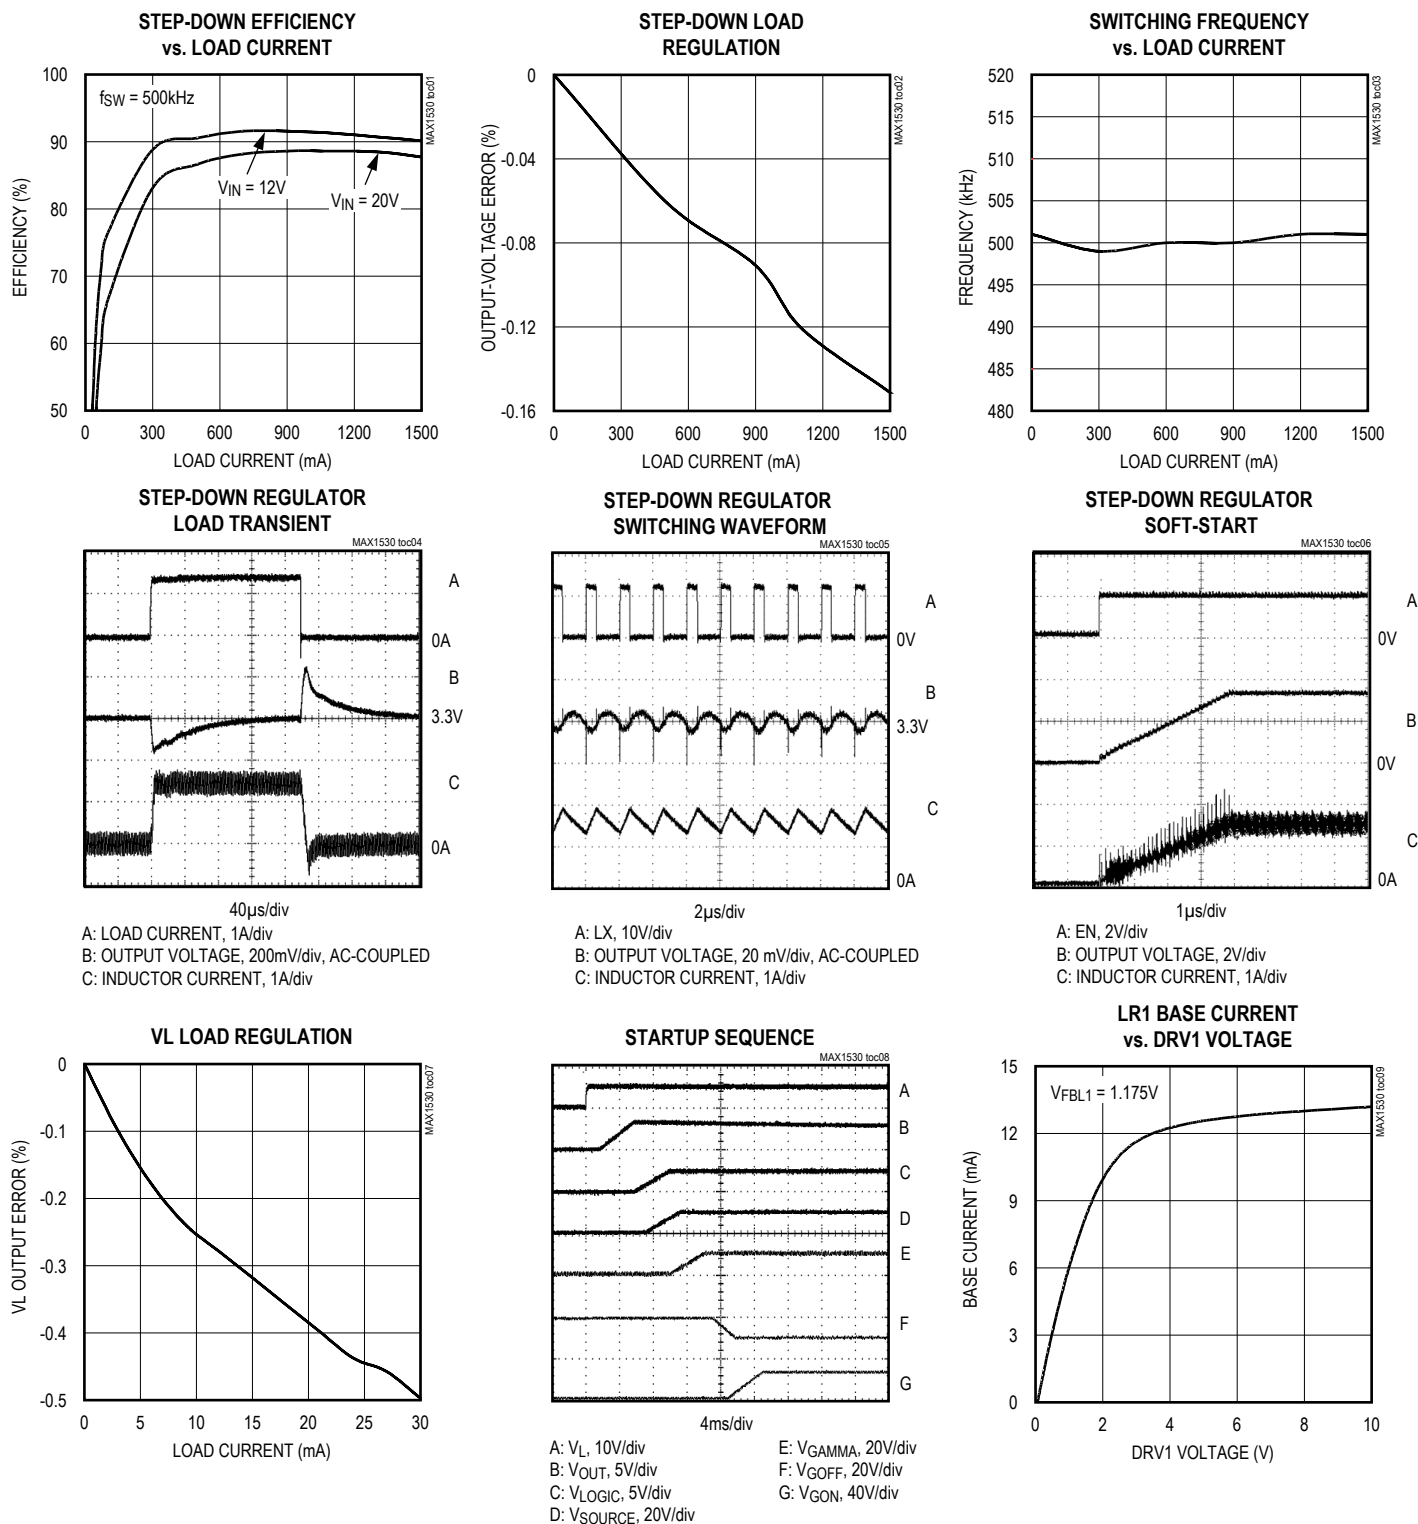 STEP-DOWN EFFICIENCY
vs. LOAD CURRENT
100
90
80
70
60
50
EFFICIENCY (%)
fSW = 500kHz
VIN = 12V
VIN = 20V
MAX1530 toc01
0 300 600 900 1200 1500
LOAD CURRENT (mA)
STEP-DOWN LOAD
REGULATION
0
-0.04
-0.08
-0.12
-0.16
OUTPUT-VOLTAGE ERROR (%)
MAX1530 toc02
0 300 600 900 1200 1500
LOAD CURRENT (mA)
SWITCHING FREQUENCY
vs. LOAD CURRENT
520
515
510
505
500
495
490
485
480
FREQUENCY (kHz)
MAX1530 toc03
0 300 600 900 1200 1500
LOAD CURRENT (mA)
STEP-DOWN REGULATOR
LOAD TRANSIENT
MAX1530 toc04
A
0A
B
3.3V
C
0A
40µs/div
A: LOAD CURRENT, 1A/div
B: OUTPUT VOLTAGE, 200mV/div, AC-COUPLED
C: INDUCTOR CURRENT, 1A/div
STEP-DOWN REGULATOR
SWITCHING WAVEFORM
MAX1530 toc05
A
0V
B
3.3V
C
0A
2µs/div
A: LX, 10V/div
B: OUTPUT VOLTAGE, 20 mV/div, AC-COUPLED
C: INDUCTOR CURRENT, 1A/div
STEP-DOWN REGULATOR
SOFT-START
MAX1530 toc06
A
0V
B
0V
C
0A
1µs/div
A: EN, 2V/div
B: OUTPUT VOLTAGE, 2V/div
C: INDUCTOR CURRENT, 1A/div
VL LOAD REGULATION
0
-0.1
-0.2
-0.3
-0.4
-0.5
VL OUTPUT ERROR (%)
MAX1530 toc07
0 5 10 15 20 25 30
LOAD CURRENT (mA)
STARTUP SEQUENCE
MAX1530 toc08
A
B
C
D
E
F
G
4ms/div
A: VL, 10V/div
B: VOUT, 5V/div
C: VLOGIC, 5V/div
D: VSOURCE, 20V/div
E: VGAMMA, 20V/div
F: VGOFF, 20V/div
G: VGON, 40V/div
LR1 BASE CURRENT
vs. DRV1 VOLTAGE
15
12
9
6
3
0
BASE CURRENT (mA)
VFBL1 = 1.175V
MAX1530 toc09
0 2 4 6 8 10
DRV1 VOLTAGE (V)